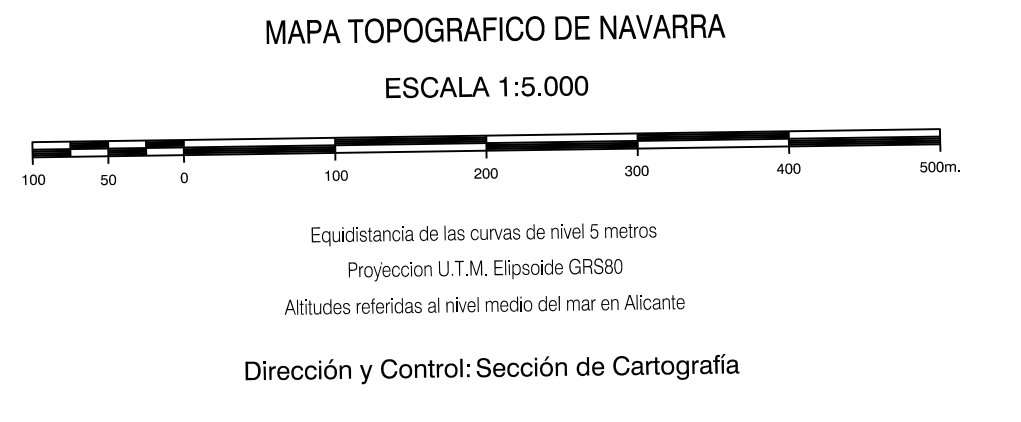 MAPA TOPOGRAFICO DE NAVARRA
ESCALA 1:5.000
100 50 0 100 200 300 400 500m.
Equidistancia de las curvas de nivel 5 metros
Proyeccion U.T.M. Elipsoide GRS80
Altitudes referidas al nivel medio del mar en Alicante
Dirección y Control: Sección de Cartografía